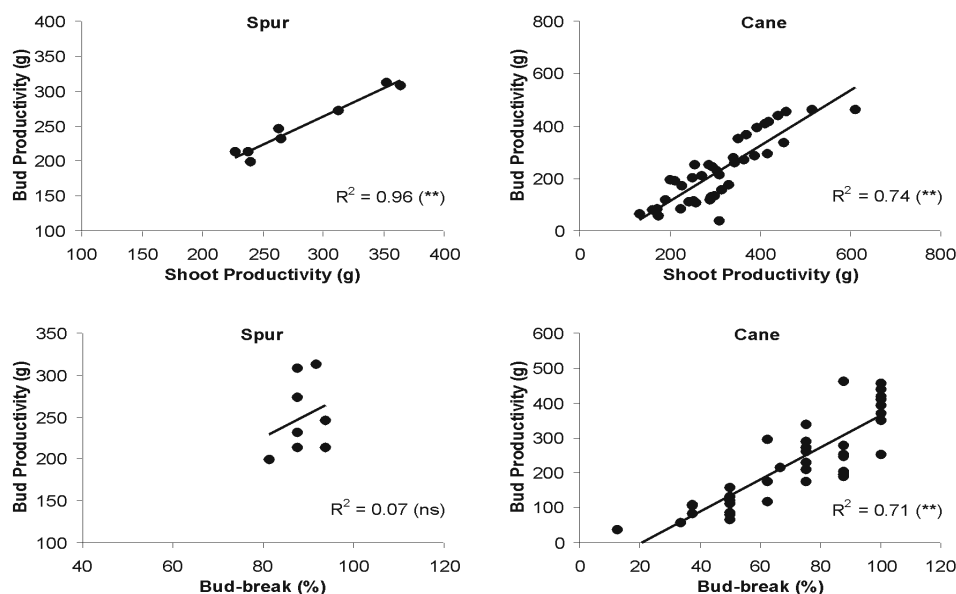 Spur
Bud Productivity (g)
400
350
300
250
200
150
100
R² = 0.96 (**)
100 150 200 250 300 350 400
Shoot Productivity (g)
Cane
Bud Productivity (g)
800
600
400
200
0
R² = 0.74 (**)
0 200 400 600 800
Shoot Productivity (g)
Spur
Bud Productivity (g)
350
300
250
200
150
100
R² = 0.07 (ns)
40 60 80 100 120
Bud-break (%)
Cane
Bud Productivity (g)
600
500
400
300
200
100
0
R² = 0.71 (**)
0 20 40 60 80 100 120
Bud-break (%)